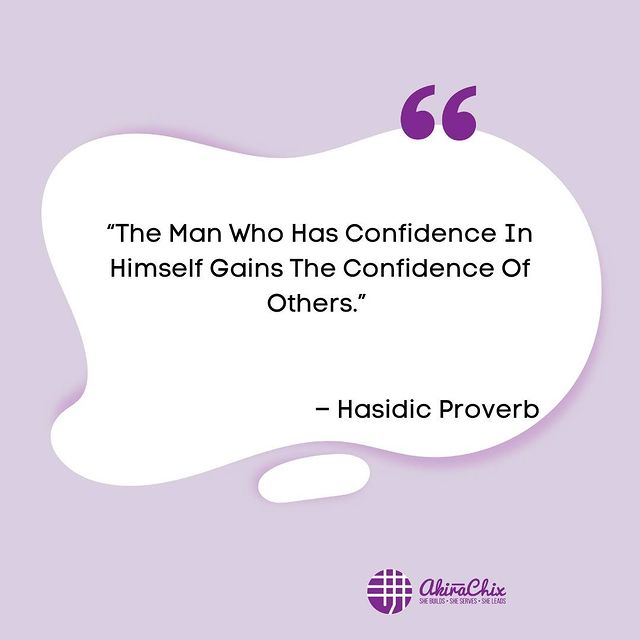 “The Man Who Has Confidence In
Himself Gains The Confidence Of
Others.”
– Hasidic Proverb
AkiraChix
SHE BUILDS • SHE SERVES • SHE LEADS